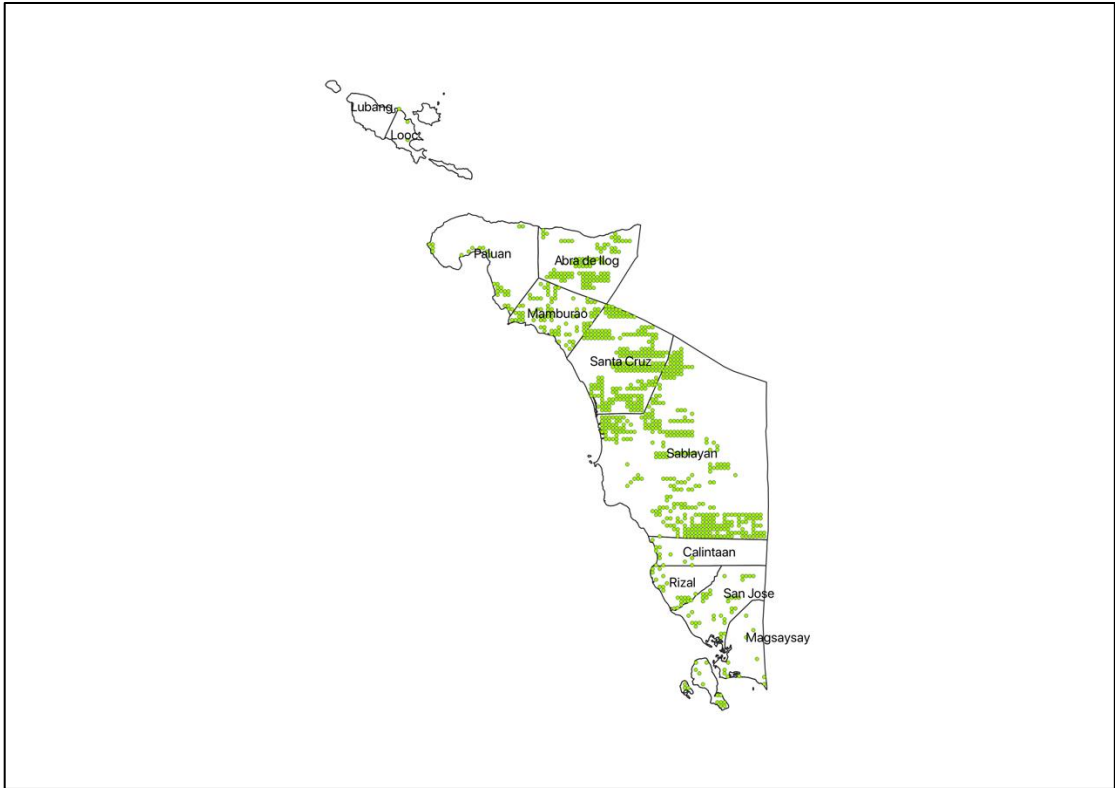 Lubang
Looc
Paluan
Abra de Ilog
Mamburao
Santa Cruz
Sablayan
Calintaan
Rizal
San Jose
Magsaysay